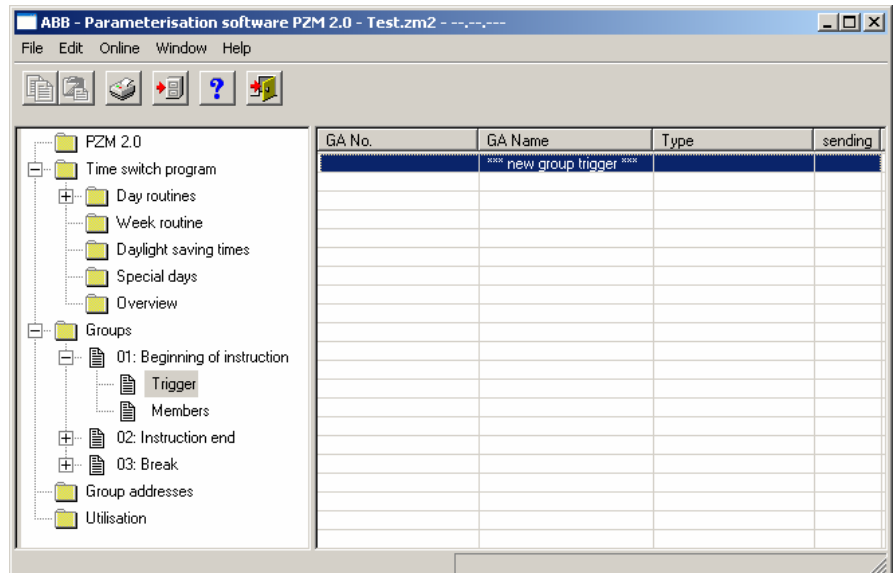 ABB - Parameterisation software PZM 2.0 - Test.zm2 - --,--.---
File Edit Online Window Help
PZM 2.0
Time switch program
Day routines
Week routine
Daylight saving times
Special days
Overview
Groups
01: Beginning of instruction
Trigger
Members
02: Instruction end
03: Break
Group addresses
Utilisation
GA No. GA Name Type sending
*** new group trigger ***